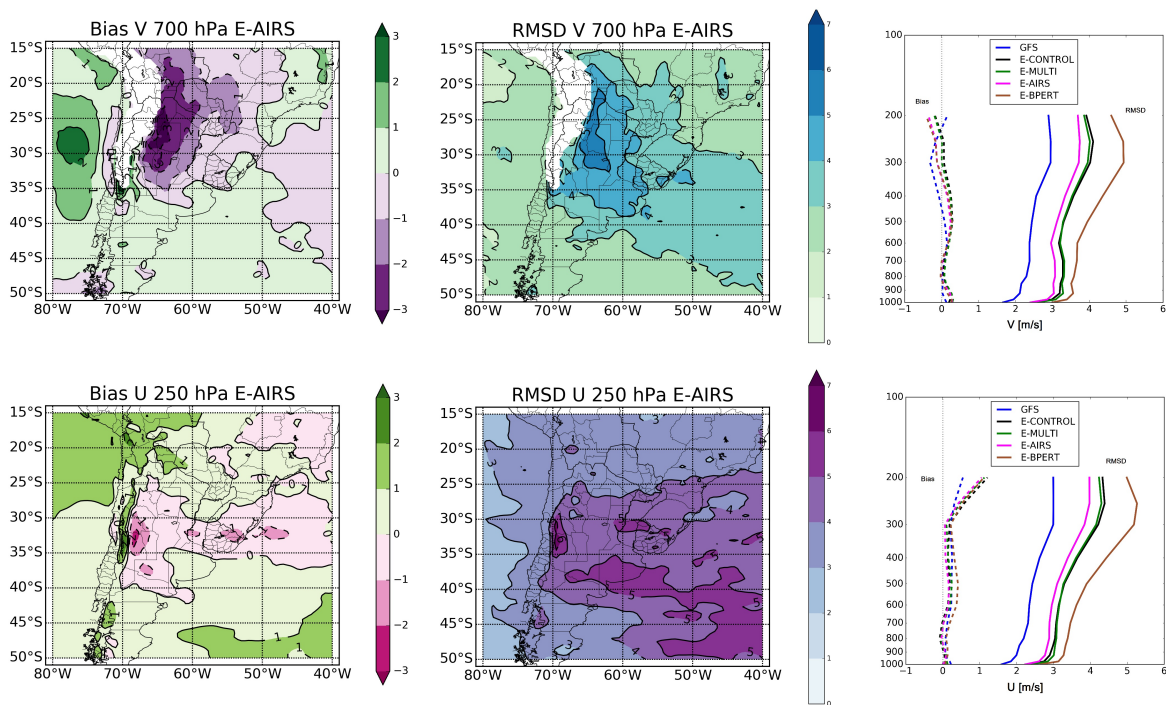 Bias V 700 hPa E-AIRS
15°S
20°S
25°S
30°S
35°S
40°S
45°S
50°S
80°W 70°W 60°W 50°W 40°W
3
2
1
0
−1
−2
−3
RMSD V 700 hPa E-AIRS
15°S
20°S
25°S
30°S
35°S
40°S
45°S
50°S
80°W 70°W 60°W 50°W 40°W
7
6
5
4
3
2
1
0
100
200
300
400
500
600
700
800
900
1000
GFS
E-CONTROL
E-MULTI
E-AIRS
E-BPERT
Bias
RMSD
−1 0 1 2 3 4 5 6
V [m/s]
Bias U 250 hPa E-AIRS
15°S
20°S
25°S
30°S
35°S
40°S
45°S
50°S
80°W 70°W 60°W 50°W 40°W
3
2
1
0
−1
−2
−3
RMSD U 250 hPa E-AIRS
15°S
20°S
25°S
30°S
35°S
40°S
45°S
50°S
80°W 70°W 60°W 50°W 40°W
7
6
5
4
3
2
1
0
100
200
300
400
500
600
700
800
900
1000
GFS
E-CONTROL
E-MULTI
E-AIRS
E-BPERT
RMSD
Bias
−1 0 1 2 3 4 5 6
U [m/s]